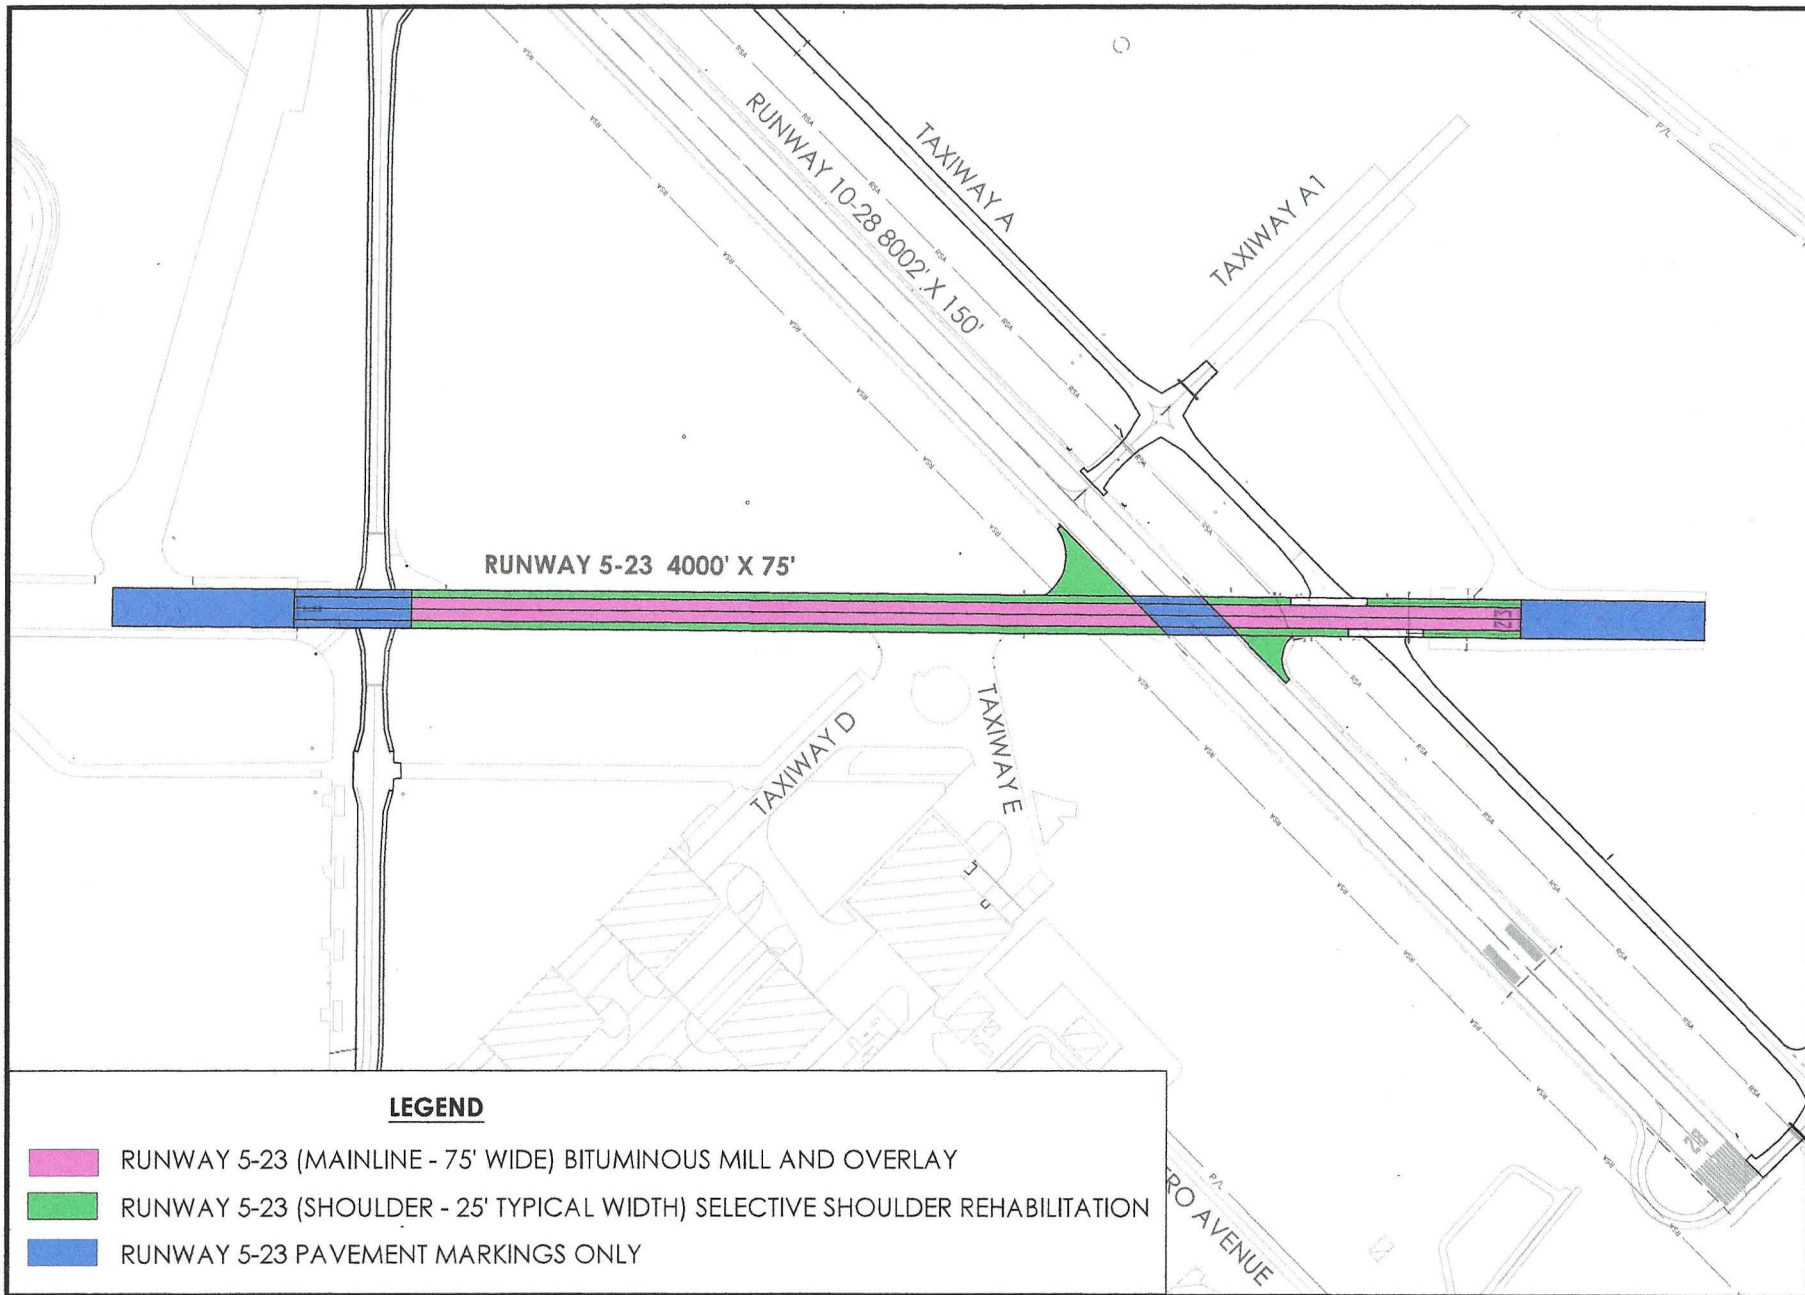 P/L
P/L
RSA
RUNWAY 10-28 8002' X 150'
TAXIWAY A
TAXIWAY A1
RUNWAY 5-23 4000' X 75'
23
TAXIWAY D
TAXIWAY E
28
P/L
RO AVENUE
LEGEND
RUNWAY 5-23 (MAINLINE - 75' WIDE) BITUMINOUS MILL AND OVERLAY
RUNWAY 5-23 (SHOULDER - 25' TYPICAL WIDTH) SELECTIVE SHOULDER REHABILITATION
RUNWAY 5-23 PAVEMENT MARKINGS ONLY